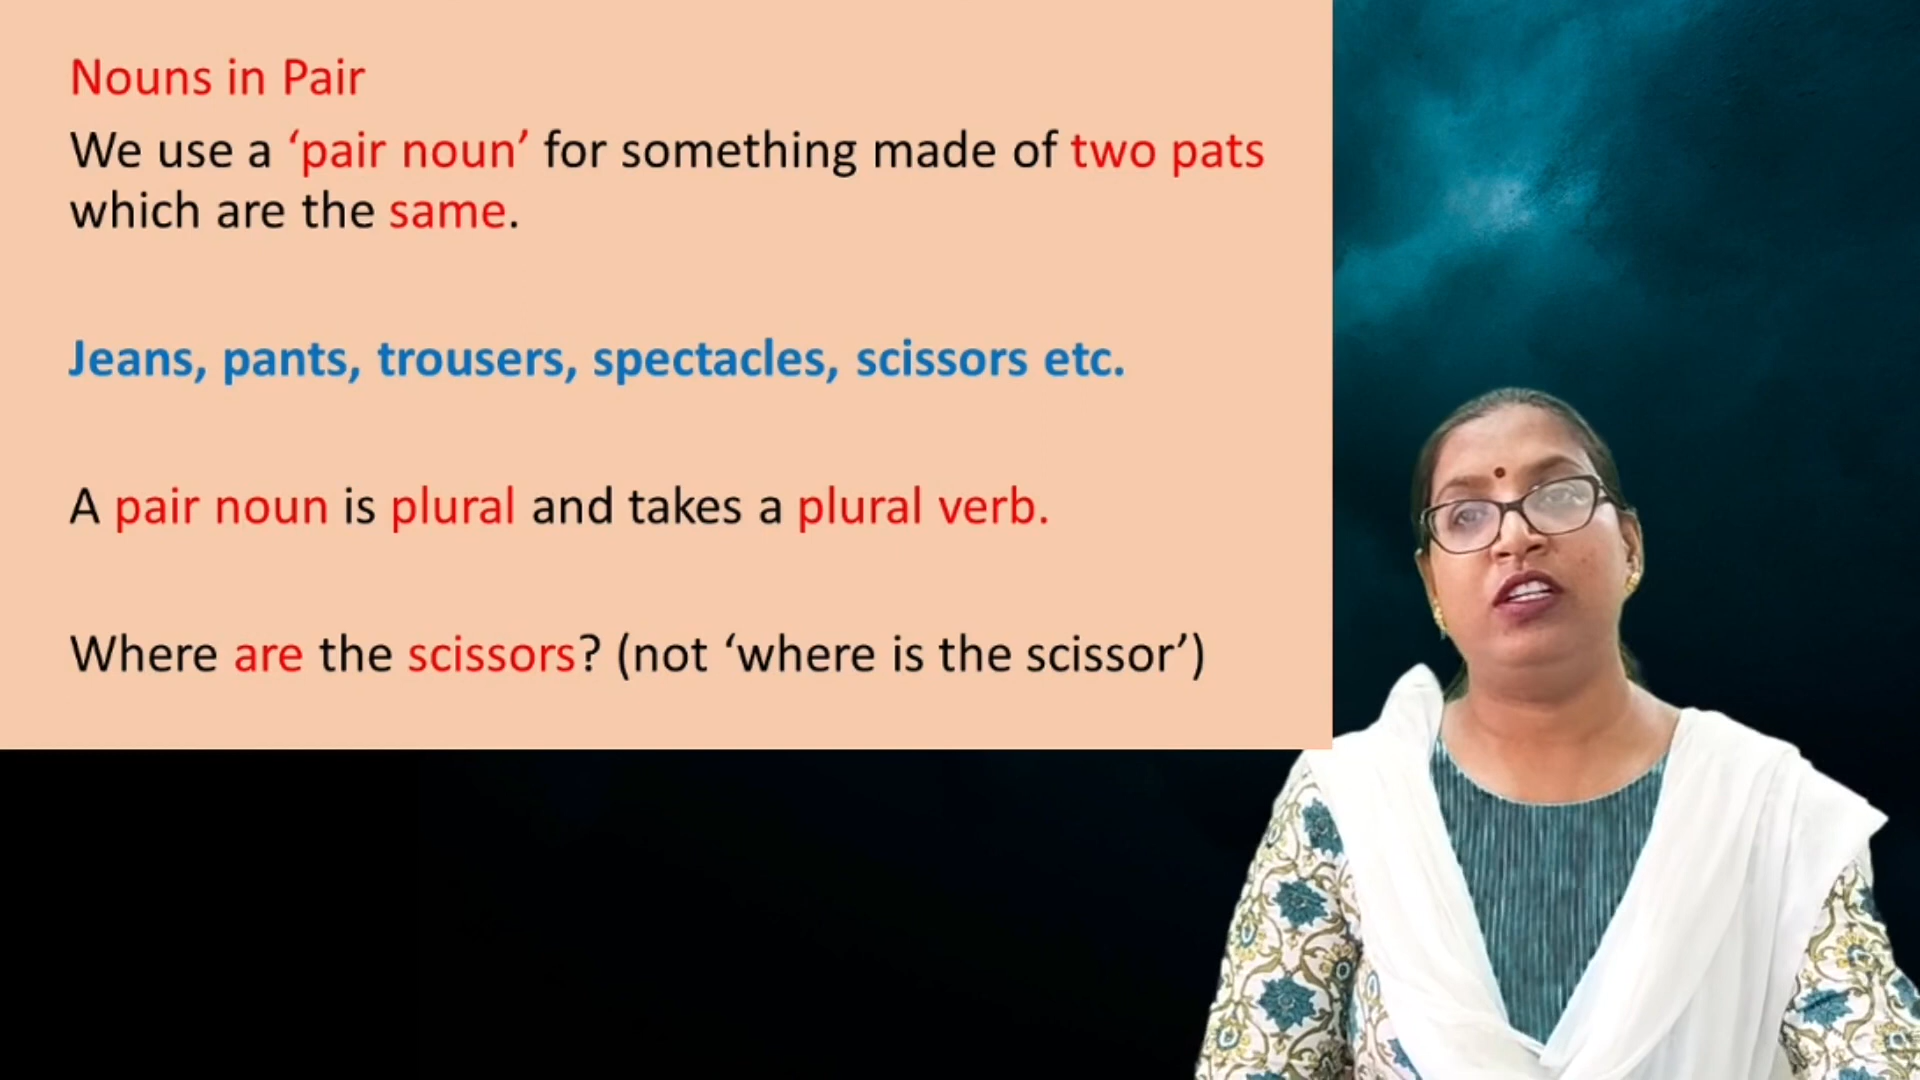 Nouns in Pair
We use a ‘pair noun’ for something made of two pats
which are the same.
Jeans, pants, trousers, spectacles, scissors etc.
A pair noun is plural and takes a plural verb.
Where are the scissors? (not ‘where is the scissor’)